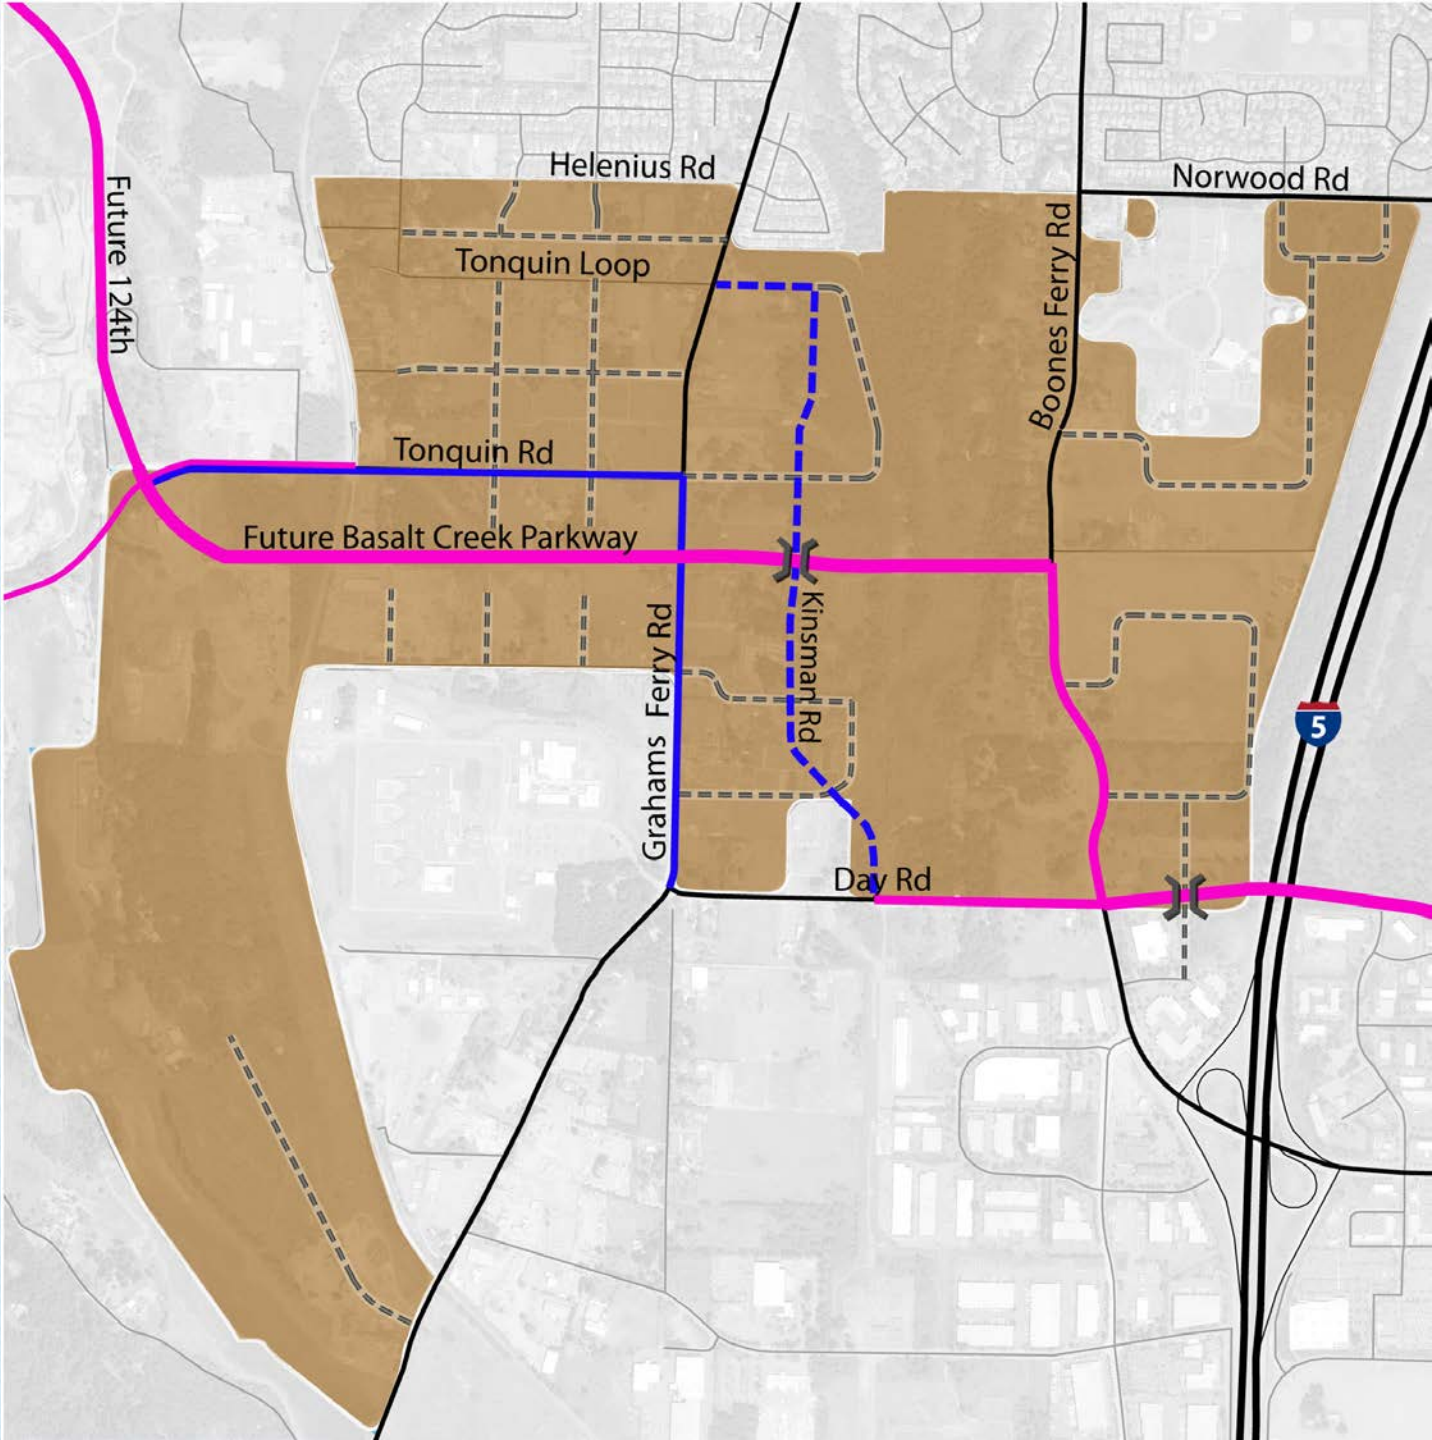 Helenius Rd
Norwood Rd
Future 124th
Boones Ferry Rd
Tonquin Loop
Tonquin Rd
Future Basalt Creek Parkway
Kinsman Rd
Grahams Ferry Rd
5
Day Rd